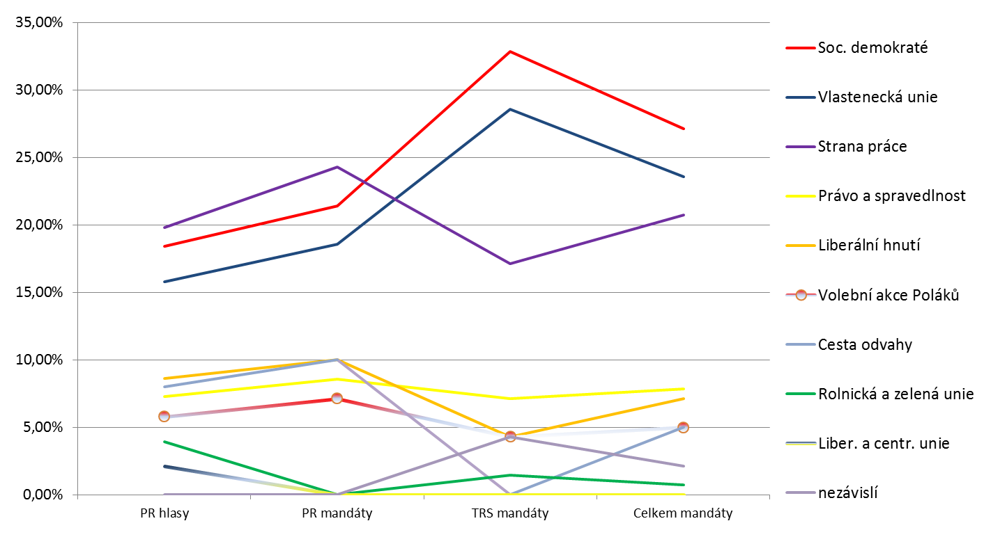 35,00%
30,00%
25,00%
20,00%
15,00%
10,00%
5,00%
0,00%
PR hlasy
PR mandáty
TRS mandáty
Celkem mandáty
Soc. demokraté
Vlastenecká unie
Strana práce
Právo a spravedlnost
Liberální hnutí
Volební akce Poláků
Cesta odvahy
Rolnická a zelená unie
Liber. a centr. unie
nezávislí